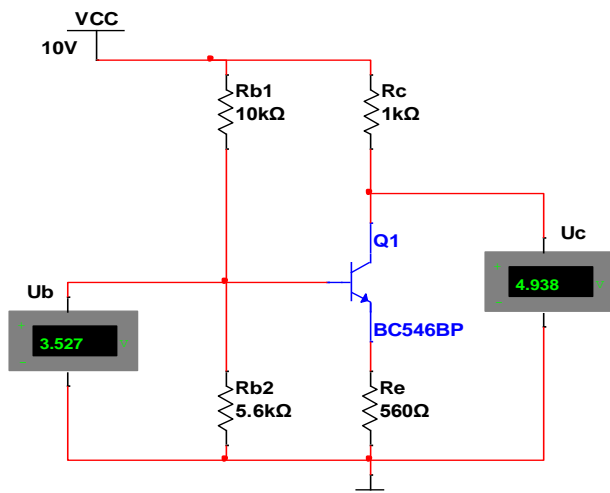 VCC
10V
Rb1
10kΩ
Rc
1kΩ
Q1
Uc
+
4.938
V
−
Ub
+
3.527
V
−
BC546BP
Rb2
5.6kΩ
Re
560Ω